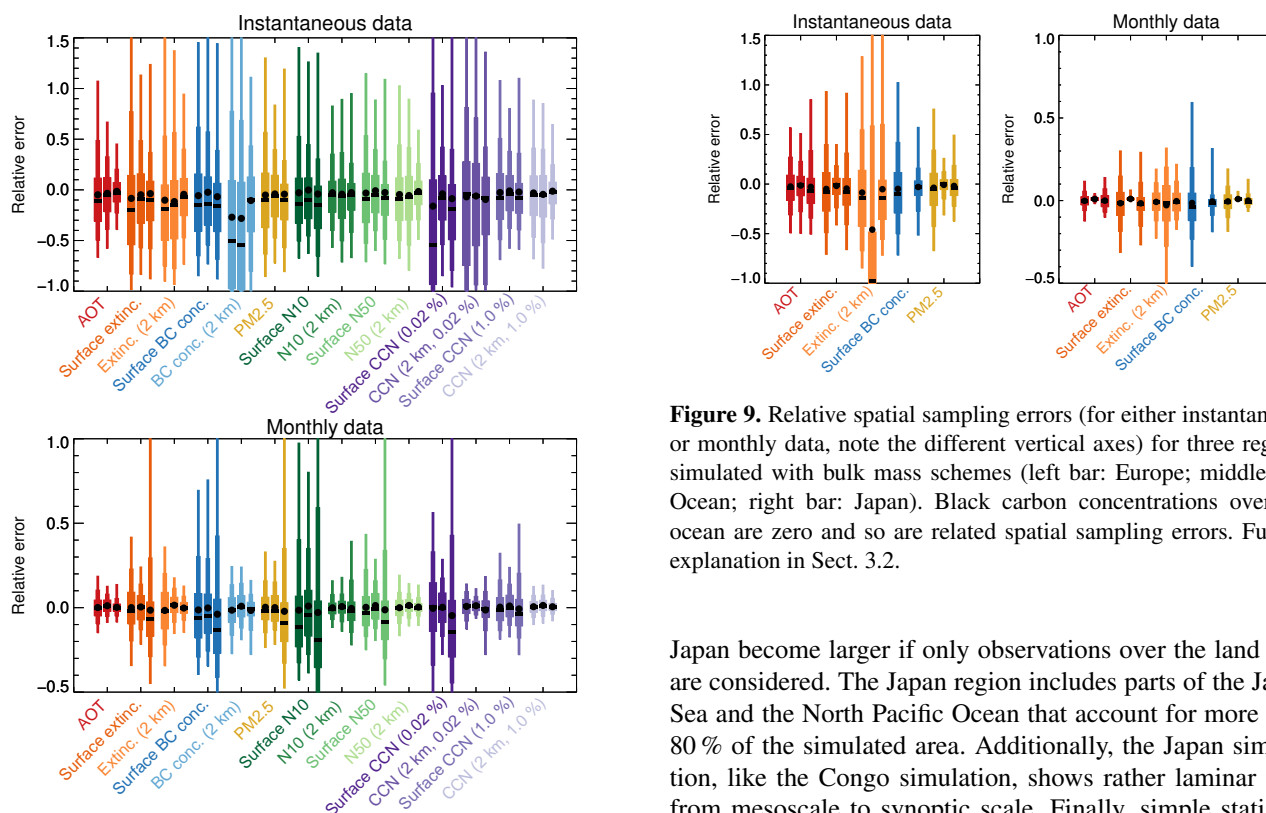 Instantaneous data
Relative error
1.5
1.0
0.5
0.0
−0.5
−1.0
AOT
Surface extinc.
Extinc. (2 km)
Surface BC conc.
BC conc. (2 km)
PM2.5
Surface N10
N10 (2 km)
Surface N50
N50 (2 km)
Surface CCN (0.02 %)
CCN (2 km, 0.02 %)
Surface CCN (1.0 %)
CCN (2 km, 1.0 %)
Monthly data
Relative error
1.0
0.5
0.0
−0.5
AOT
Surface extinc.
Extinc. (2 km)
Surface BC conc.
BC conc. (2 km)
PM2.5
Surface N10
N10 (2 km)
Surface N50
N50 (2 km)
Surface CCN (0.02 %)
CCN (2 km, 0.02 %)
Surface CCN (1.0 %)
CCN (2 km, 1.0 %)
Instantaneous data
Relative error
1.5
1.0
0.5
0.0
−0.5
−1.0
AOT
Surface extinc.
Extinc. (2 km)
Surface BC conc.
PM2.5
Monthly data
Relative error
1.0
0.5
0.0
−0.5
AOT
Surface extinc.
Extinc. (2 km)
Surface BC conc.
PM2.5
Figure 9. Relative spatial sampling errors (for either instantan
or monthly data, note the different vertical axes) for three reg
simulated with bulk mass schemes (left bar: Europe; middle
Ocean; right bar: Japan). Black carbon concentrations over
ocean are zero and so are related spatial sampling errors. Fu
explanation in Sect. 3.2.
Japan become larger if only observations over the land
are considered. The Japan region includes parts of the Ja
Sea and the North Pacific Ocean that account for more
80 % of the simulated area. Additionally, the Japan sim
tion, like the Congo simulation, shows rather laminar
from mesoscale to synoptic scale. Finally, simple stati